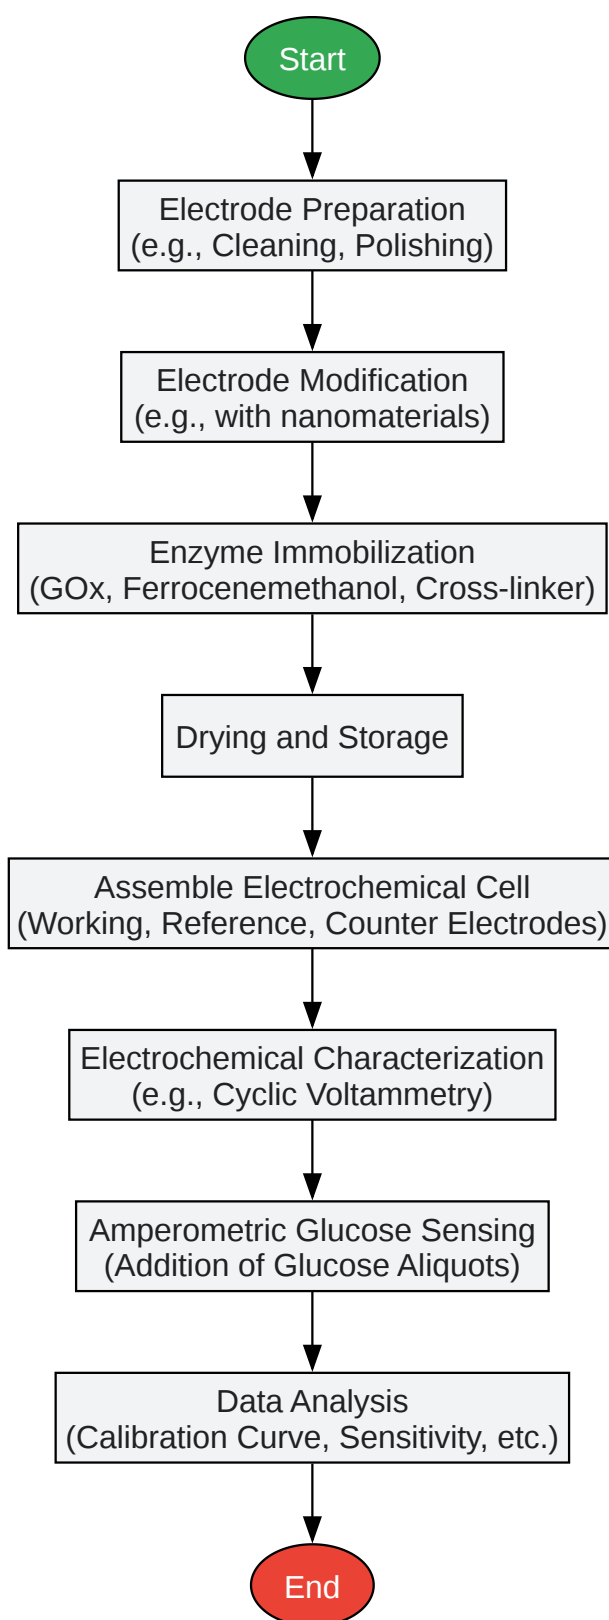 Start
Electrode Preparation
(e.g., Cleaning, Polishing)
Electrode Modification
(e.g., with nanomaterials)
Enzyme Immobilization
(GOx, Ferrocenemethanol, Cross-linker)
Drying and Storage
Assemble Electrochemical Cell
(Working, Reference, Counter Electrodes)
Electrochemical Characterization
(e.g., Cyclic Voltammetry)
Amperometric Glucose Sensing
(Addition of Glucose Aliquots)
Data Analysis
(Calibration Curve, Sensitivity, etc.)
End